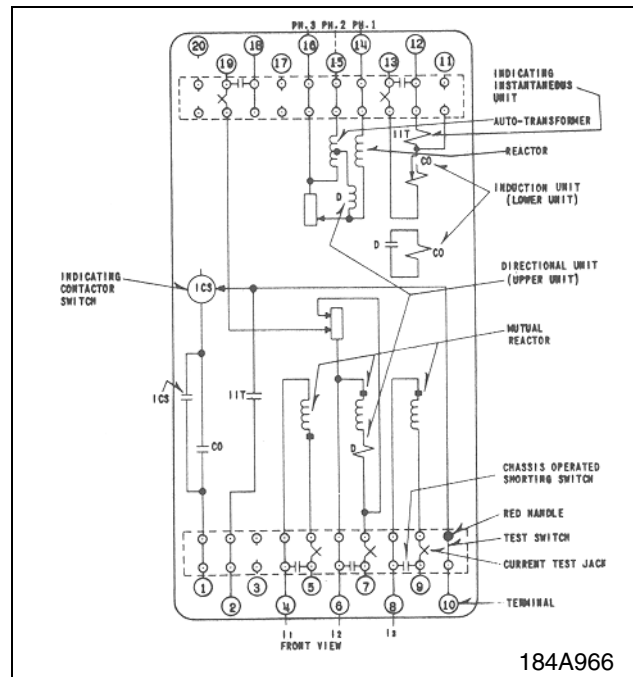 PH.3 PH.2 PH.1
20
19
18
17
16
15
14
13
12
11
INDICATING
INSTANTANEOUS
UNIT
AUTO-TRANSFORMER
IIT
REACTOR
CO
INDUCTION UNIT
(LOWER UNIT)
D
D
CO
DIRECTIONAL UNIT
(UPPER UNIT)
INDICATING
CONTACTOR
SWITCH
ICS
MUTUAL
REACTOR
ICS
IIT
CO
D
CHASSIS OPERATED
SHORTING SWITCH
RED HANDLE
TEST SWITCH
CURRENT TEST JACK
TERMINAL
1
2
3
4
5
6
7
8
9
10
I1
I2
I3
FRONT VIEW
184A966